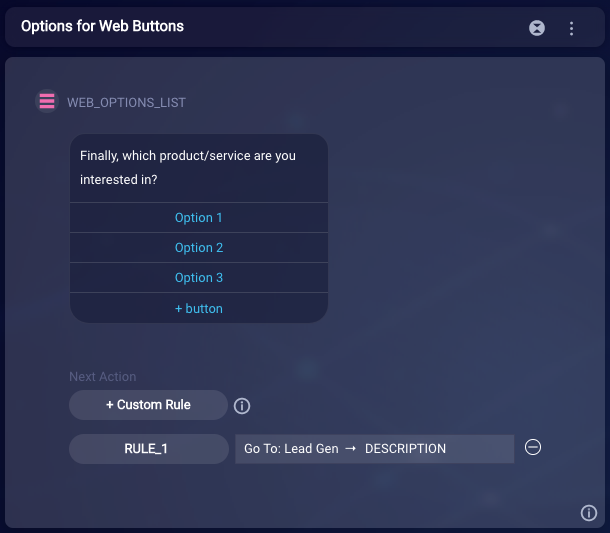 Options for Web Buttons
WEB_OPTIONS_LIST
Finally, which product/service are you
interested in?
Option 1
Option 2
Option 3
+ button
Next Action
+ Custom Rule
RULE_1
Go To: Lead Gen → DESCRIPTION